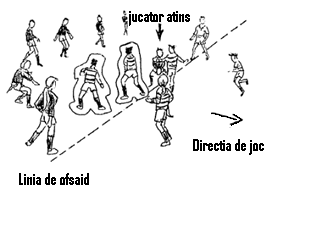 jucator atins
Directia de joc
Linia de ofsaid